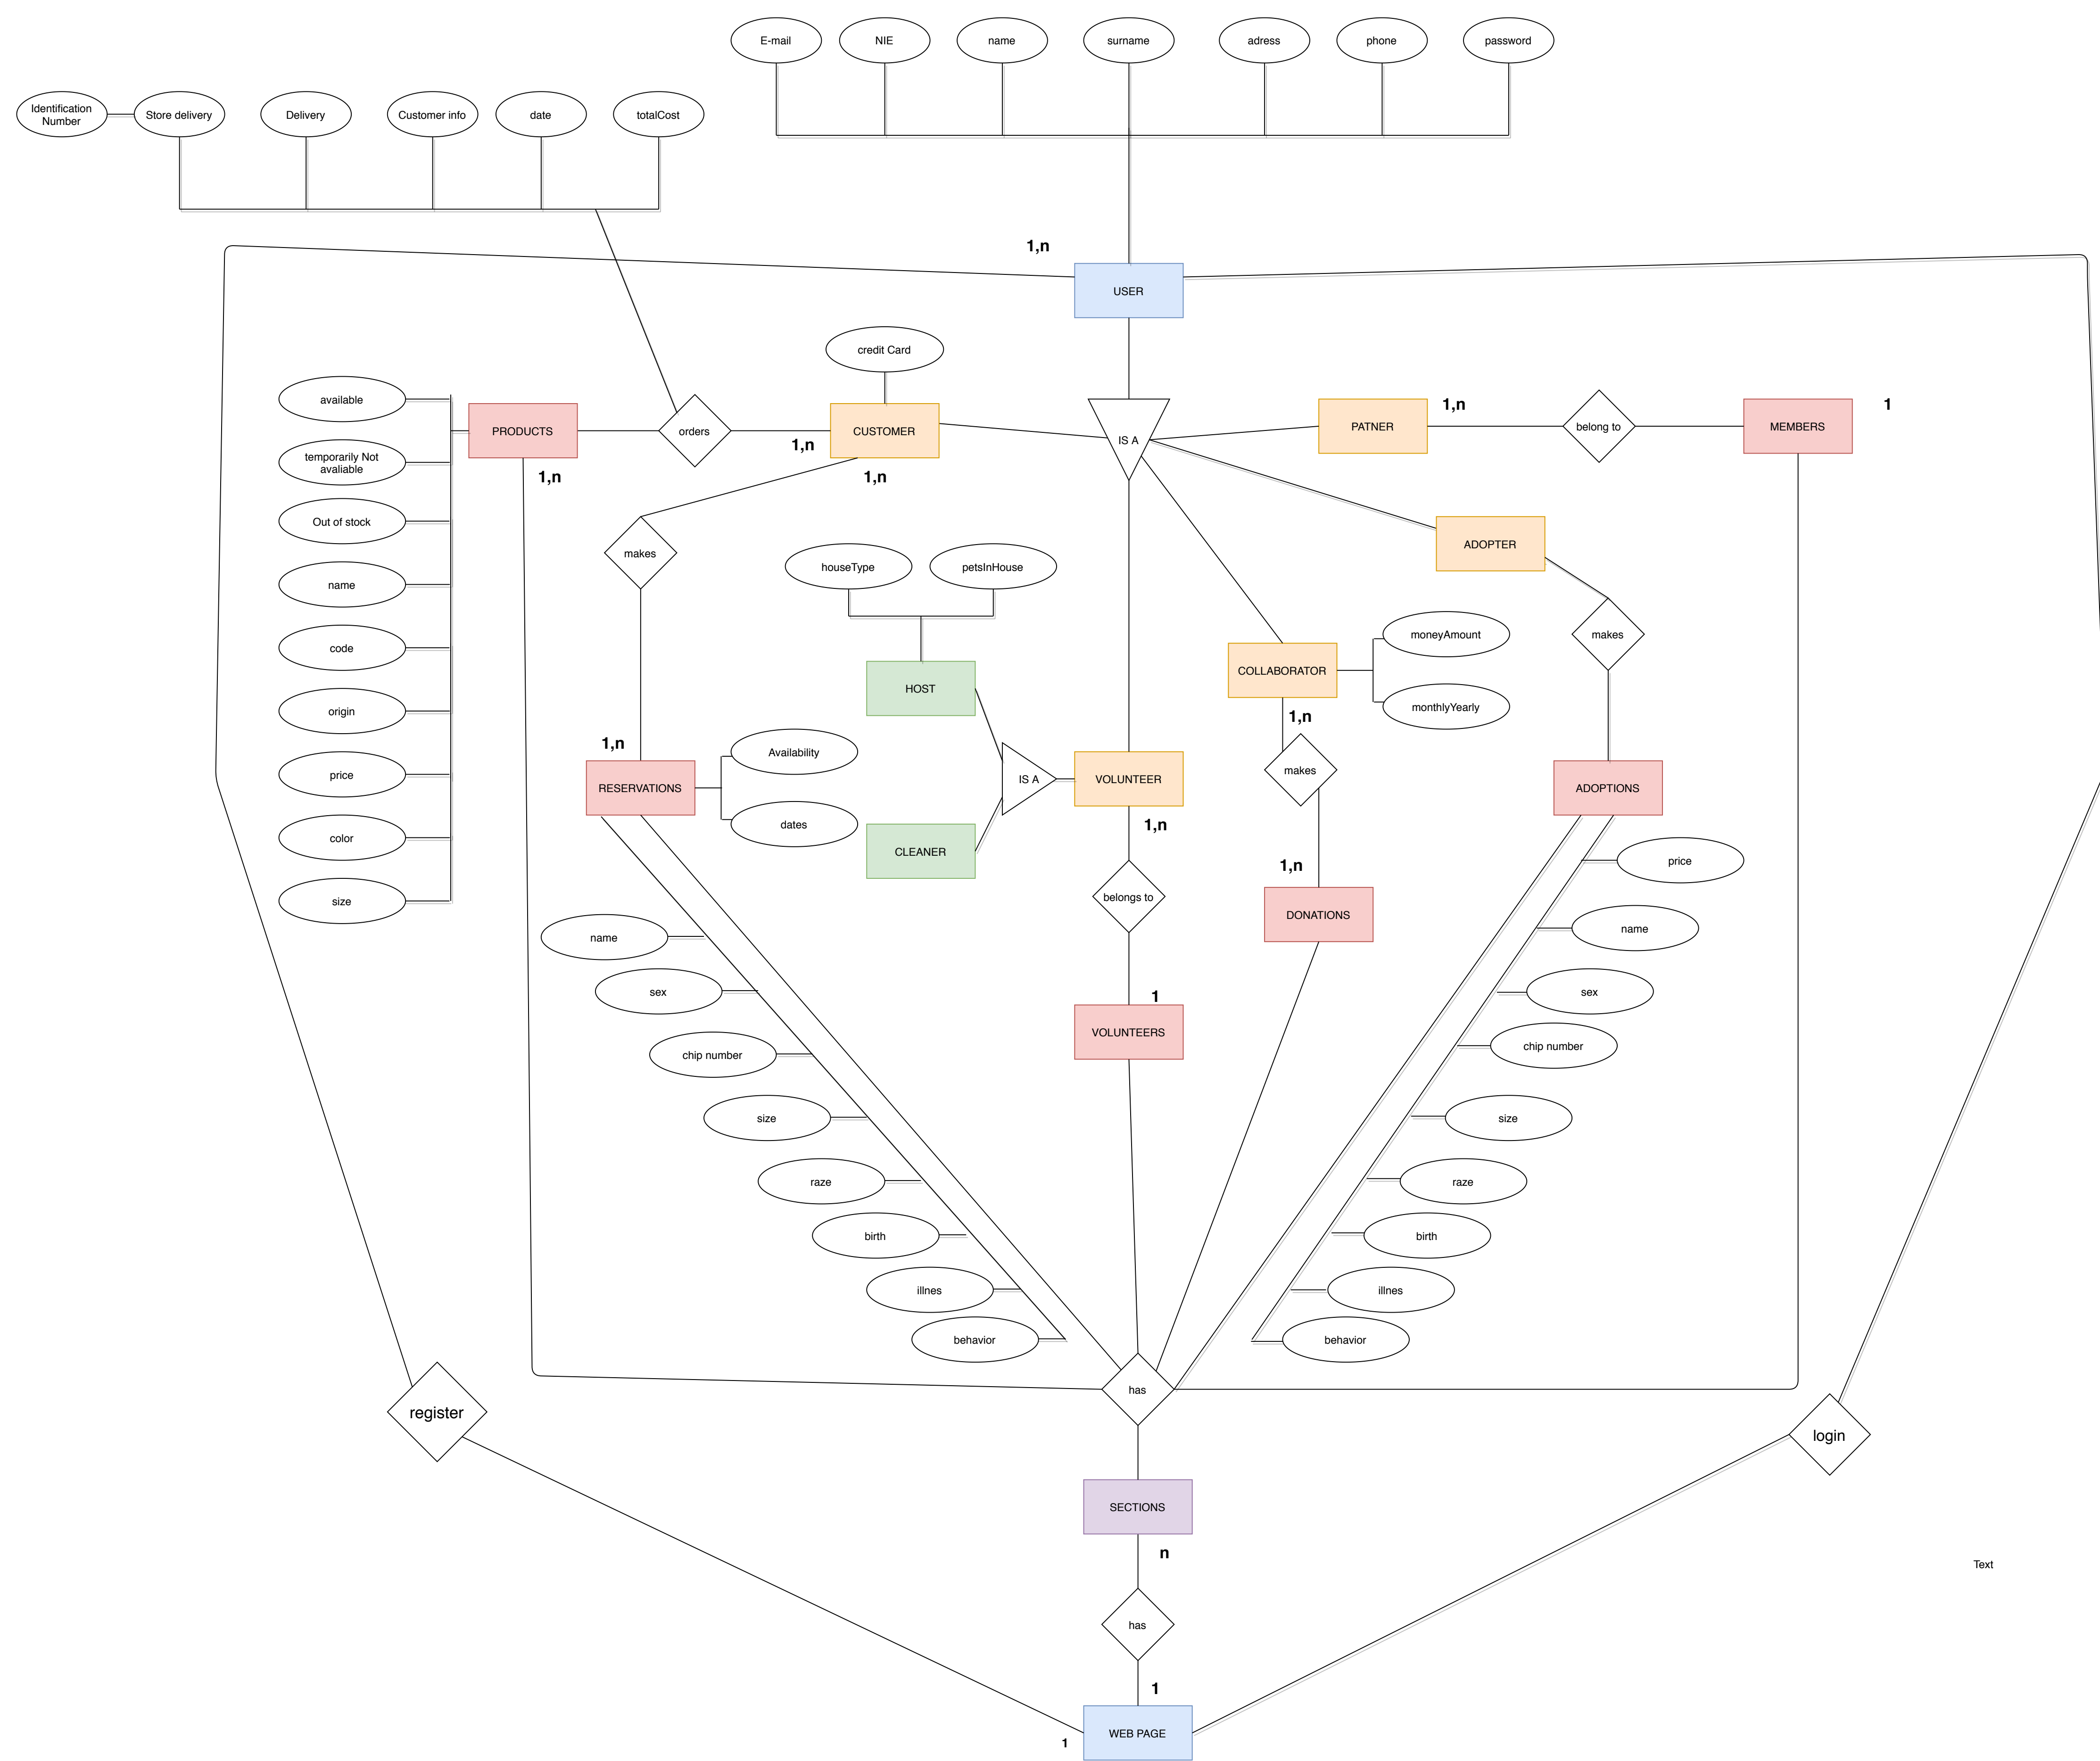 E-mail
NIE
name
surname
adress
phone
password
Identification
Number
Store delivery
Delivery
Customer info
date
totalCost
1,n
USER
credit Card
available
PRODUCTS
orders
1,n
CUSTOMER
IS A
PATNER
1,n
belong to
MEMBERS
1
temporarily Not
avaliable
1,n
1,n
Out of stock
makes
ADOPTER
name
houseType
petsInHouse
code
HOST
COLLABORATOR
moneyAmount
monthlyYearly
makes
origin
1,n
1,n
price
RESERVATIONS
Availability
dates
IS A
VOLUNTEER
makes
ADOPTIONS
color
1,n
CLEANER
price
size
1,n
belongs to
DONATIONS
name
name
sex
1
sex
VOLUNTEERS
chip number
chip number
size
size
raze
raze
birth
birth
illnes
illnes
behavior
behavior
register
has
login
SECTIONS
n
Text
has
1
WEB PAGE
1